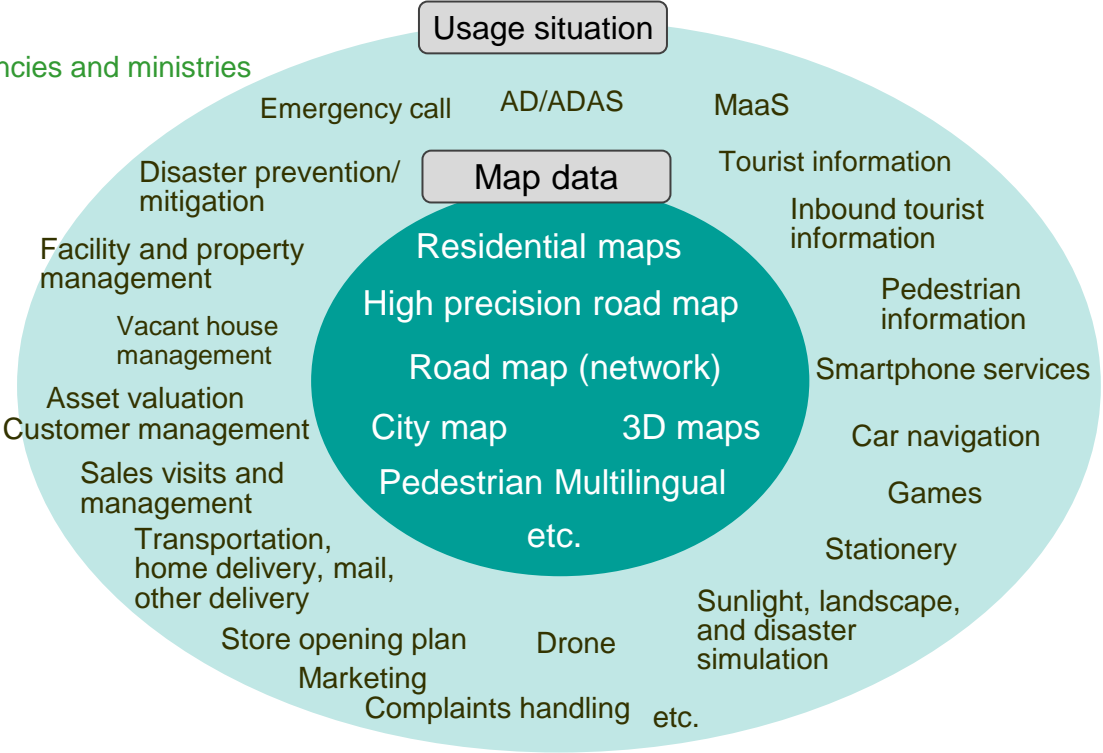 Usage situation
ncies and ministries
Emergency call
AD/ADAS
MaaS
Disaster prevention/
mitigation
Map data
Tourist information
Inbound tourist
information
Facility and property
management
Residential maps
Pedestrian
information
High precision road map
Vacant house
management
Road map (network)
Smartphone services
Asset valuation
Customer management
City map
3D maps
Car navigation
Sales visits and
management
Pedestrian Multilingual
Games
etc.
Transportation,
home delivery, mail,
other delivery
Stationery
Sunlight, landscape,
and disaster
simulation
Store opening plan
Drone
Marketing
Complaints handling
etc.